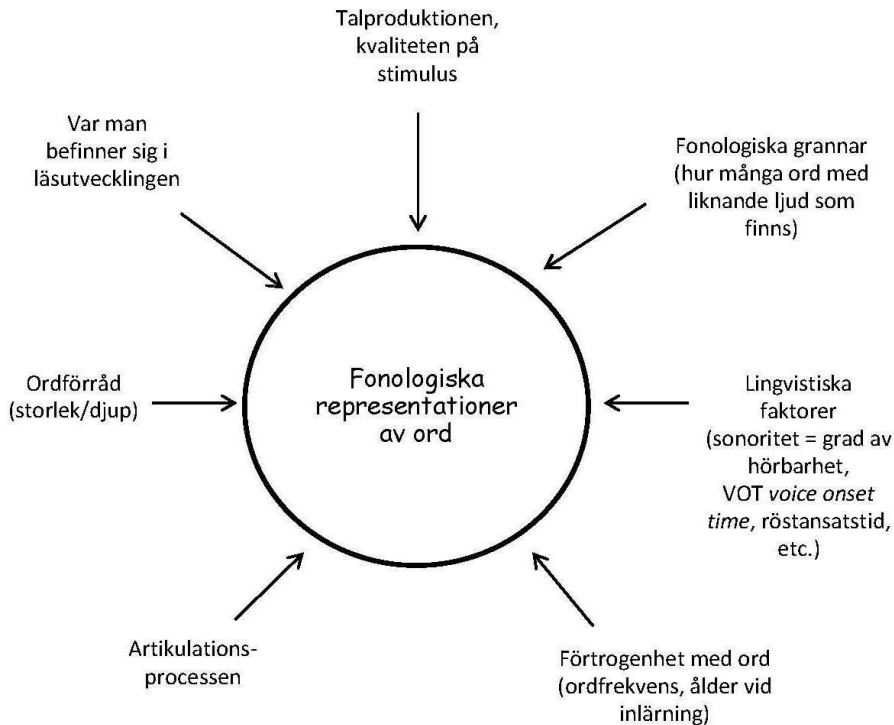 Talproduktionen,
kvaliteten på
stimulus
Var man
befinner sig i
läsutvecklingen
Fonologiska grannar
(hur många ord med
liknande ljud som
finns)
Ordförråd
(storlek/djup)
Fonologiska
representationer
av ord
Lingvistiska
faktorer
(sonoritet = grad av
hörbarhet,
VOT voice onset
time, röstansatstid,
etc.)
Artikulations-
processen
Förtrogenhet med ord
(ordfrekvens, ålder vid
inlärning)